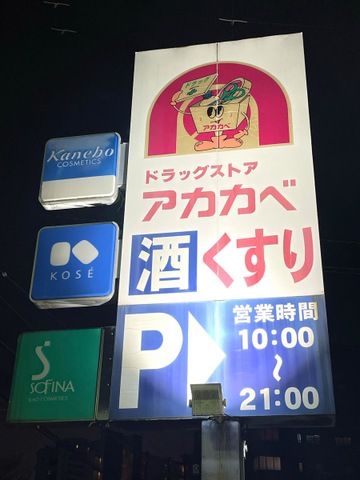 アカカベ
ドラッグストア
アカカベ
酒 くすり
P
営業時間
10:00
~
21:00
Kanebo
COSMETICS
KOSÉ
SOFINA